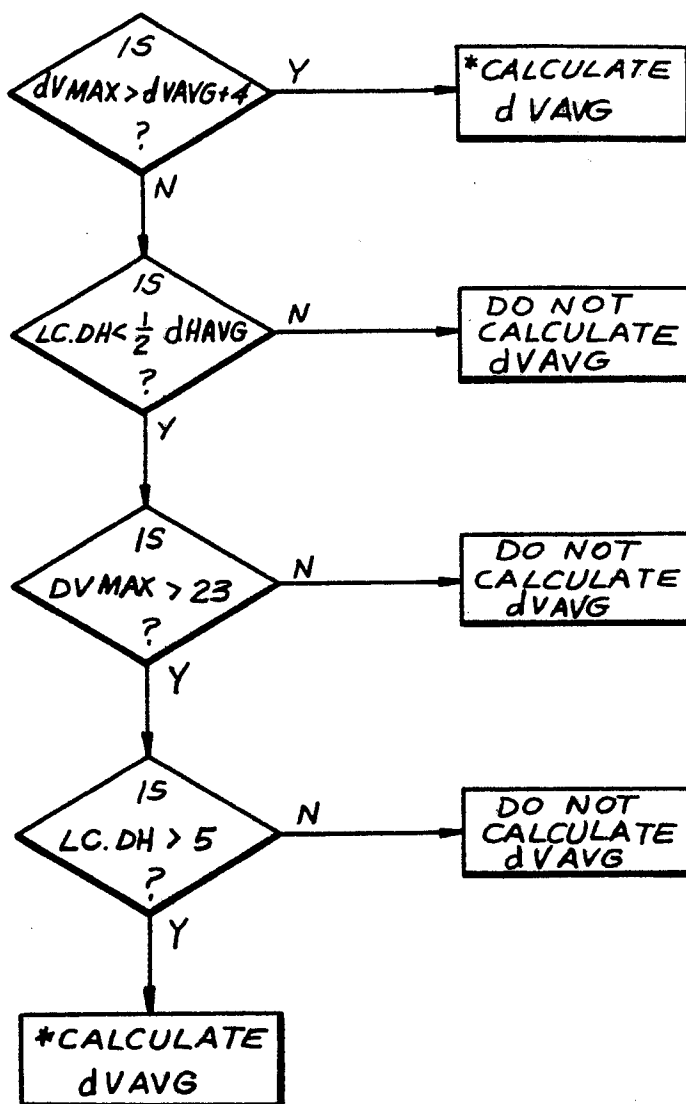 IS
dVMAX>dVAVG+4
?
Y
*CALCULATE
dVAVG
N
IS
LC.DH< 1/2 dHAVG
?
N
DO NOT
CALCULATE
dVAVG
Y
IS
DVMAX > 23
?
N
DO NOT
CALCULATE
dVAVG
Y
IS
LC.DH > 5
?
N
DO NOT
CALCULATE
dVAVG
Y
*CALCULATE
dVAVG